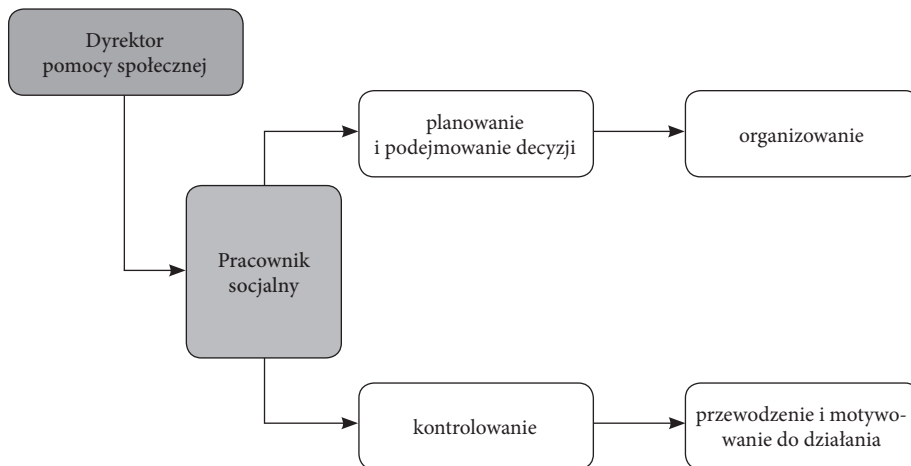 Dyrektor
pomocy społecznej
planowanie
i podejmowanie decyzji
organizowanie
Pracownik
socjalny
kontrolowanie
przewodzenie i motywo-
wanie do działania